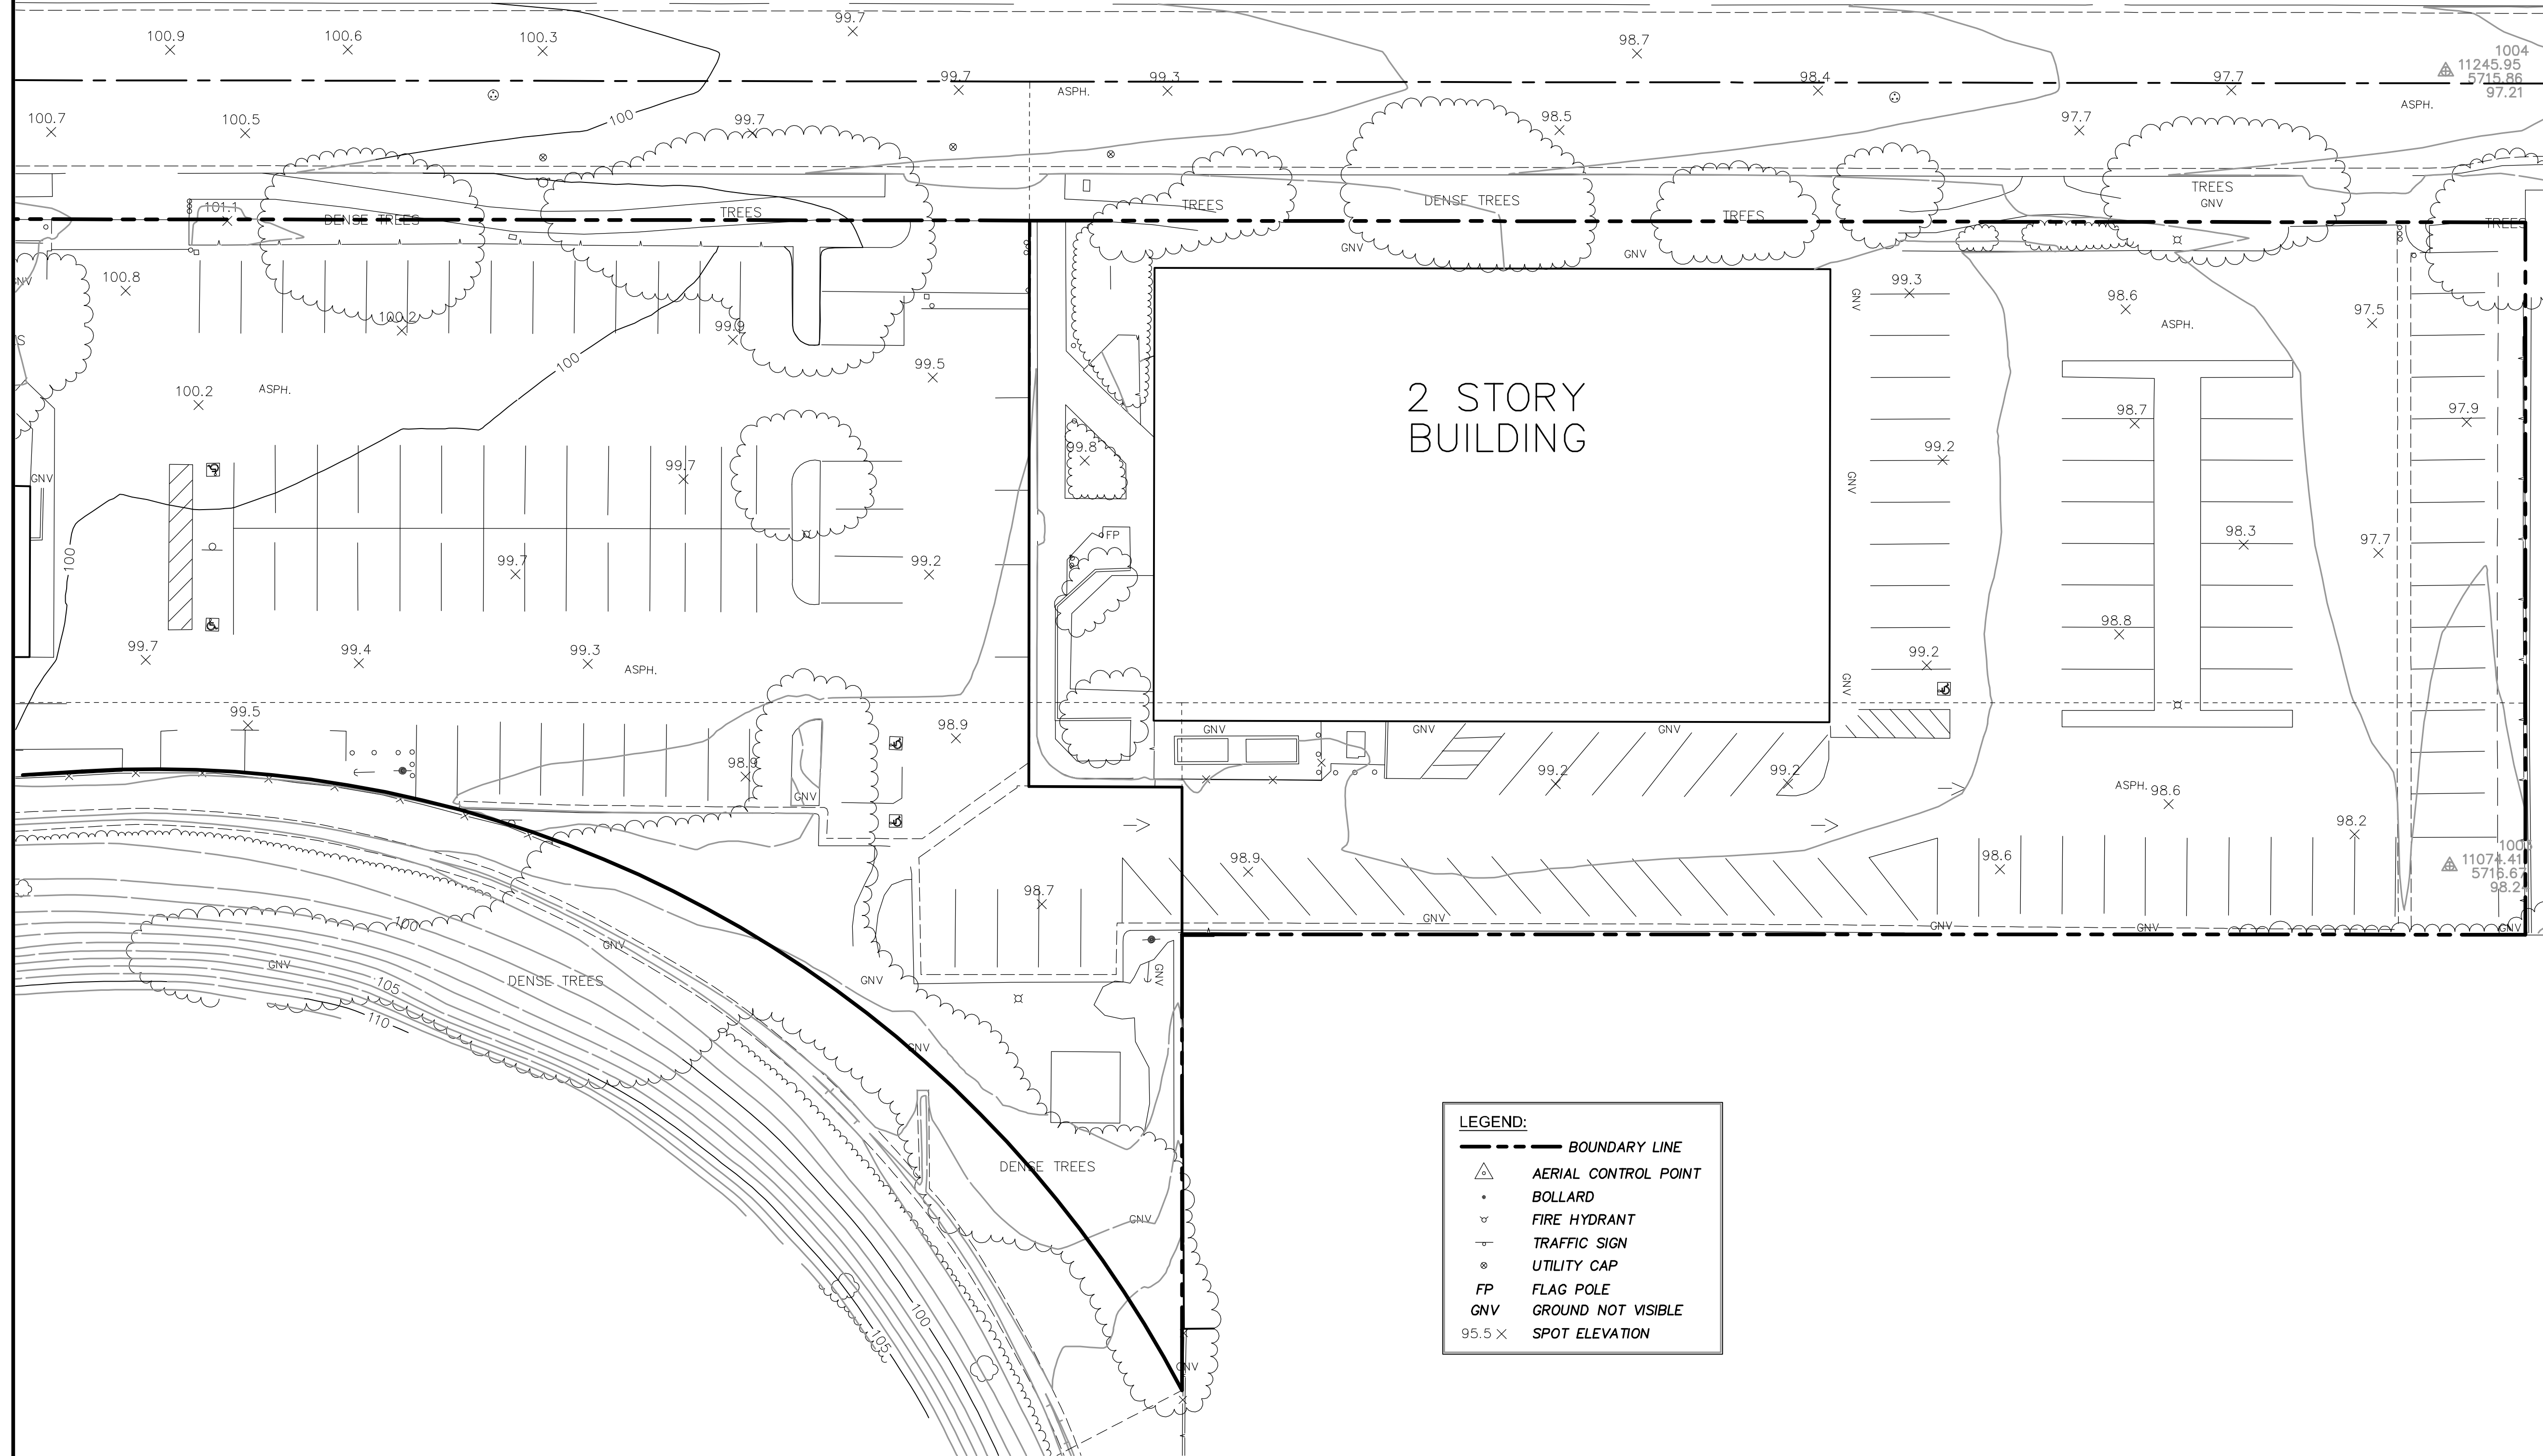 99.7
100.9
100.6
100.3
98.7
1004
11245.95
5715.86
97.21
99.7
99.3
ASPH.
98.4
97.7
ASPH.
100.7
100.5
100
99.7
98.5
97.7
TREES
GNV
101.1
DENSE TREES
TREES
TREES
DENSE TREES
TREES
TREES
GNV
GNV
100.8
GNV
99.3
98.6
97.5
ASPH.
100.2
99.9
99.5
100
100.2
ASPH.
2 STORY
BUILDING
98.7
97.9
99.8
99.7
GNV
GNV
99.2
FP
98.3
97.7
100
99.7
99.2
98.8
99.7
99.4
99.3
ASPH.
99.2
GNV
99.5
98.9
GNV
GNV
GNV
98.9
99.2
99.2
GNV
ASPH.
98.6
98.2
98.9
98.6
11074.41
5716.67
98.7
100
GNV
GNV
GNV
GNV
GNV
GNV
GNV
GNV
DENSE TREES
105
110
GNV
DENSE TREES
GNV
100
105
GNV
LEGEND:
BOUNDARY LINE
AERIAL CONTROL POINT
BOLLARD
FIRE HYDRANT
TRAFFIC SIGN
UTILITY CAP
FP FLAG POLE
GNV GROUND NOT VISIBLE
95.5 SPOT ELEVATION